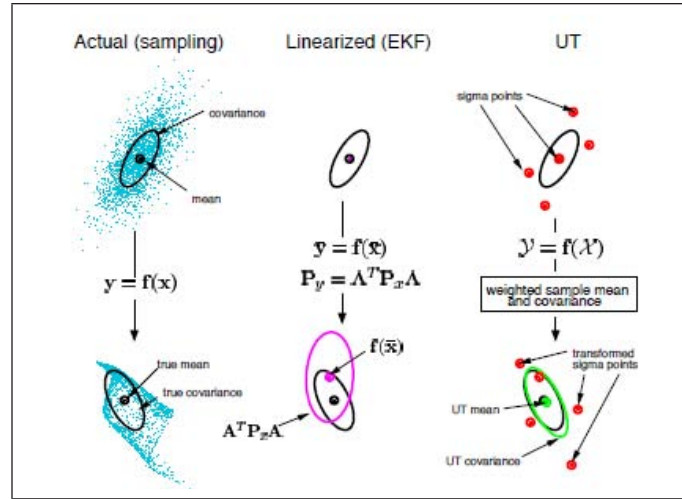 Actual (sampling)
Linearized (EKF)
UT
covariance
mean
sigma points
y = f(x)
ȳ = f(x̄)
P_y = A^T P_x A
𝒴 = f(𝒳)
weighted sample mean
and covariance
true mean
true covariance
f(x̄)
A^T P_x A
transformed
sigma points
UT mean
UT covariance